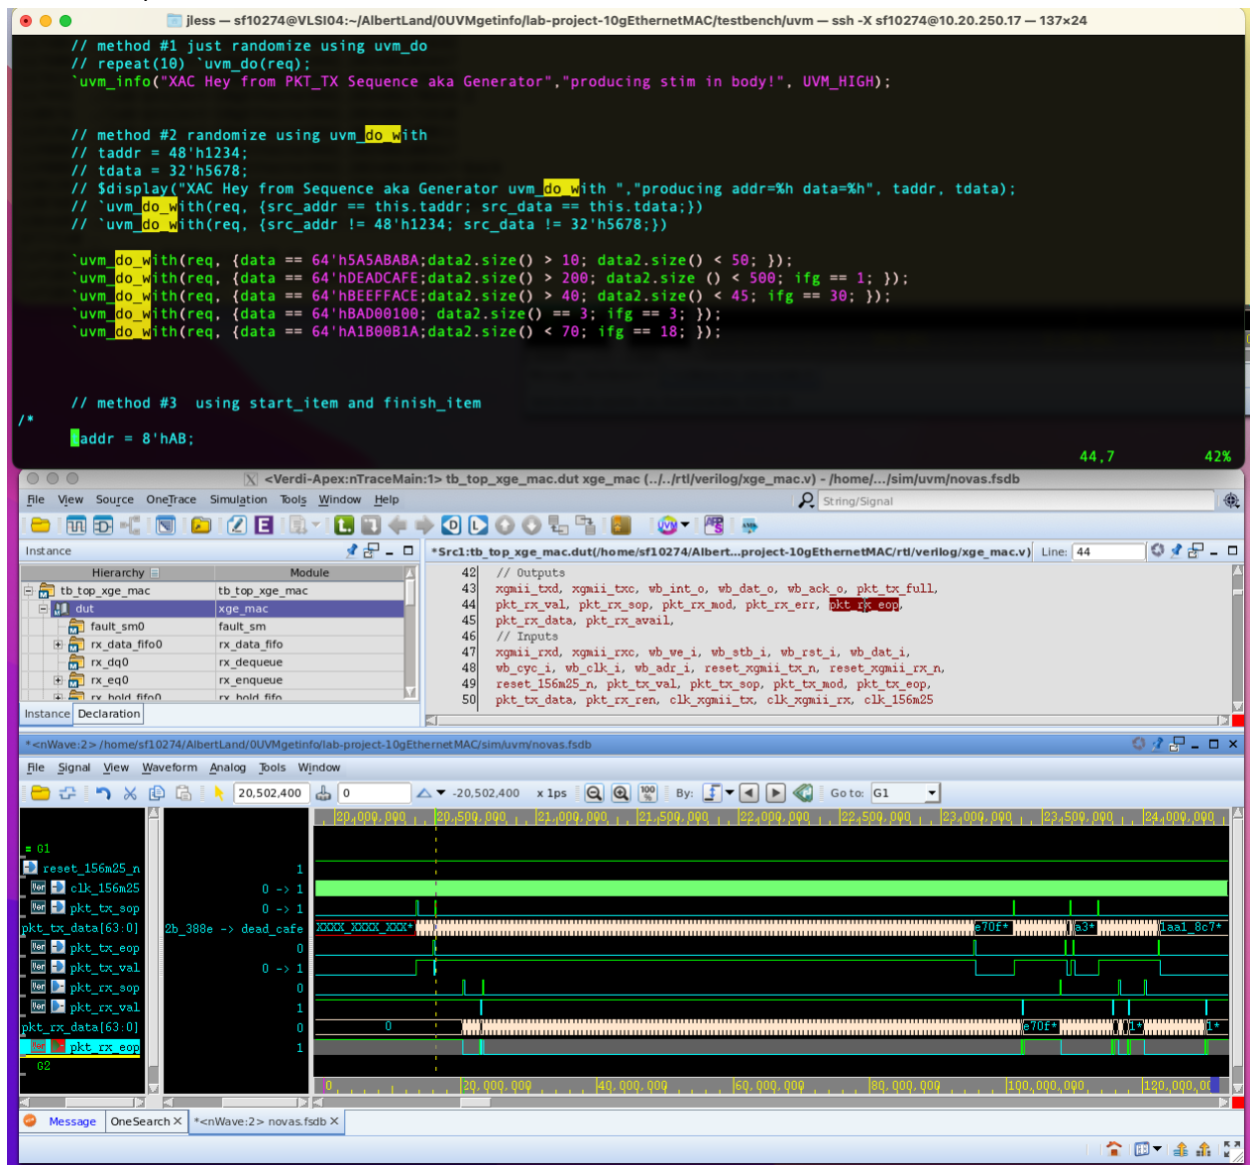 jless — sf10274@VLSI04:~/AlbertLand/0UVMgetinfo/lab-project-10gEthernetMAC/testbench/uvm — ssh -X sf10274@10.20.250.17 — 137×24
// method #1 just randomize using uvm_do
// repeat(10) `uvm_do(req);
`uvm_info("XAC Hey from PKT_TX Sequence aka Generator","producing stim in body!", UVM_HIGH);
// method #2 randomize using uvm_do_with
// taddr = 48'h1234;
// tdata = 32'h5678;
// $display("XAC Hey from Sequence aka Generator uvm_do_with ","producing addr=%h data=%h", taddr, tdata);
// `uvm_do_with(req, {src_addr == this.taddr; src_data == this.tdata;})
// `uvm_do_with(req, {src_addr != 48'h1234; src_data != 32'h5678;})
`uvm_do_with(req, {data == 64'h5A5ABABA;data2.size() > 10; data2.size() < 50; });
`uvm_do_with(req, {data == 64'hDEADCAFE;data2.size() > 200; data2.size () < 500; ifg == 1; });
`uvm_do_with(req, {data == 64'hBEEFFACE;data2.size() > 40; data2.size() < 45; ifg == 30; });
`uvm_do_with(req, {data == 64'hBAD00100; data2.size() == 3; ifg == 3; });
`uvm_do_with(req, {data == 64'hA1B00B1A;data2.size() < 70; ifg == 18; });
// method #3  using start_item and finish_item
/*
taddr = 8'hAB;
44,7 42%
<Verdi-Apex:nTraceMain:1> tb_top_xge_mac.dut xge_mac (../../rtl/verilog/xge_mac.v) - /home/.../sim/uvm/novas.fsdb
File View Source OneTrace Simulation Tools Window Help String/Signal
Instance *Src1:tb_top_xge_mac.dut(/home/sf10274/Albert...project-10gEthernetMAC/rtl/verilog/xge_mac.v) Line: 44
Hierarchy Module
tb_top_xge_mac tb_top_xge_mac
dut xge_mac
fault_sm0 fault_sm
rx_data_fifo0 rx_data_fifo
rx_dq0 rx_dequeue
rx_eq0 rx_enqueue
rx_hold_fifo0 rx_hold_fifo
Instance Declaration
42 // Outputs
43 xgmii_txd, xgmii_txc, wb_int_o, wb_dat_o, wb_ack_o, pkt_tx_full,
44 pkt_rx_val, pkt_rx_sop, pkt_rx_mod, pkt_rx_err, pkt_rx_eop,
45 pkt_rx_data, pkt_rx_avail,
46 // Inputs
47 xgmii_rxd, xgmii_rxc, wb_we_i, wb_stb_i, wb_rst_i, wb_dat_i,
48 wb_cyc_i, wb_clk_i, wb_adr_i, reset_xgmii_tx_n, reset_xgmii_rx_n,
49 reset_156m25_n, pkt_tx_val, pkt_tx_sop, pkt_tx_mod, pkt_tx_eop,
50 pkt_tx_data, pkt_rx_ren, clk_xgmii_tx, clk_xgmii_rx, clk_156m25
*<nWave:2> /home/sf10274/AlbertLand/0UVMgetinfo/lab-project-10gEthernetMAC/sim/uvm/novas.fsdb
File Signal View Waveform Analog Tools Window
20,502,400 0 -20,502,400 x 1ps 100 By: Go to: G1
20,000,000 20,500,000 21,000,000 21,500,000 22,000,000 22,500,000 23,000,000 23,500,000 24,000,000
= G1
reset_156m25_n 1
clk_156m25 0 -> 1
pkt_tx_sop 0 -> 1
pkt_tx_data[63:0] 2b_388e -> dead_cafe XXXX_XXXX_XXX* e70f* a3* 1aa1_8c7*
pkt_tx_eop 0
pkt_tx_val 0 -> 1
pkt_rx_sop 0
pkt_rx_val 1
pkt_rx_data[63:0] 0 0 e70f* 1* 1*
pkt_rx_eop 1
G2
0 20,000,000 40,000,000 60,000,000 80,000,000 100,000,000
Message OneSearch × *<nWave:2> novas.fsdb ×